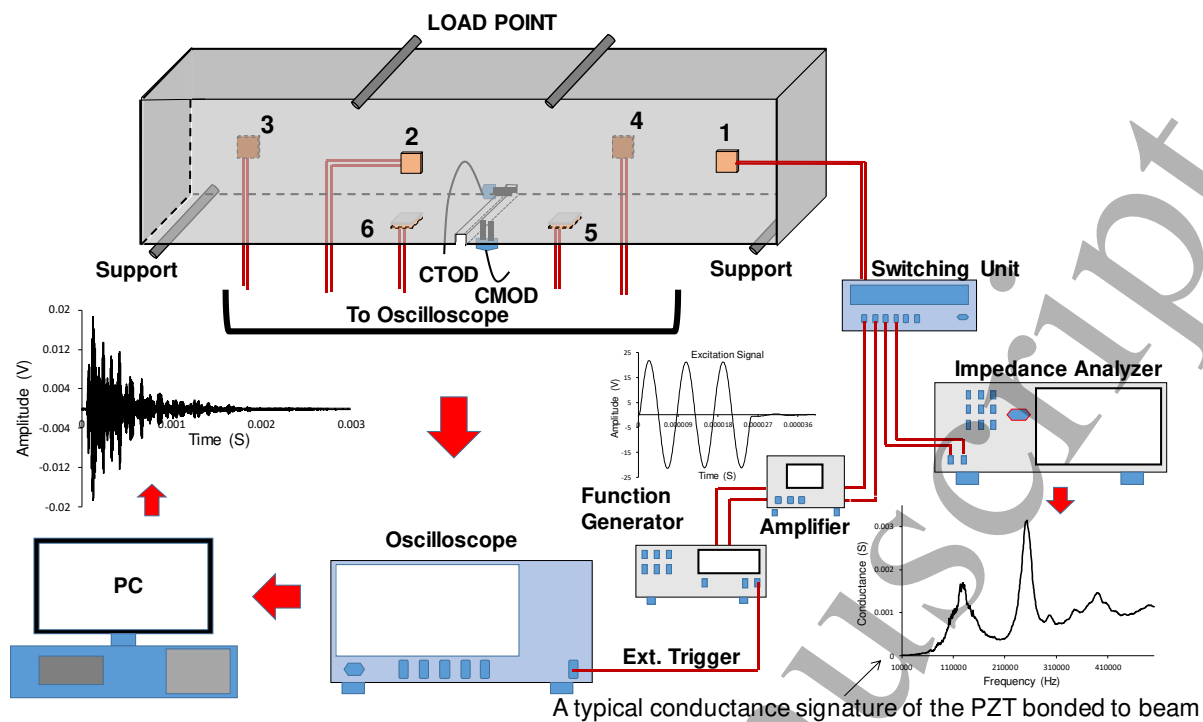 LOAD POINT
3
2
4
1
6
5
Support
CTOD
CMOD
Support
Switching Unit
To Oscilloscope
0.02
0.012
0.004
-0.004
-0.012
-0.02
Amplitude (V)
0
0.001
0.002
0.003
Time (S)
Excitation Signal
25
15
5
-5
-15
-25
Amplitude (V)
0
0.000009
0.000018
0.000027
0.000036
Time (S)
Impedance Analyzer
Function
Generator
Amplifier
Oscilloscope
PC
Ext. Trigger
0.003
0.002
0.001
0
Conductance (S)
10000
110000
210000
310000
410000
Frequency (Hz)
A typical conductance signature of the PZT bonded to beam
uscript